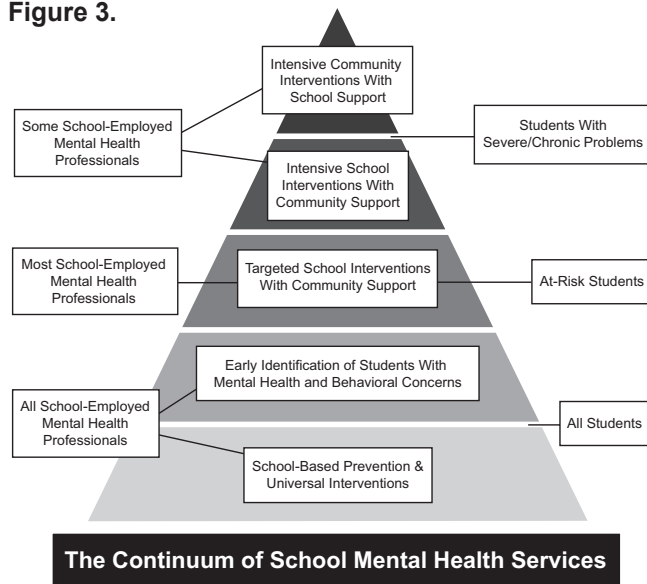 Figure 3.
Intensive Community
Interventions With
School Support
Some School-Employed
Mental Health
Professionals
Students With
Severe/Chronic Problems
Intensive School
Interventions With
Community Support
Most School-Employed
Mental Health
Professionals
Targeted School Interventions
With Community Support
At-Risk Students
Early Identification of Students With
Mental Health and Behavioral Concerns
All School-Employed
Mental Health
Professionals
All Students
School-Based Prevention &
Universal Interventions
The Continuum of School Mental Health Services